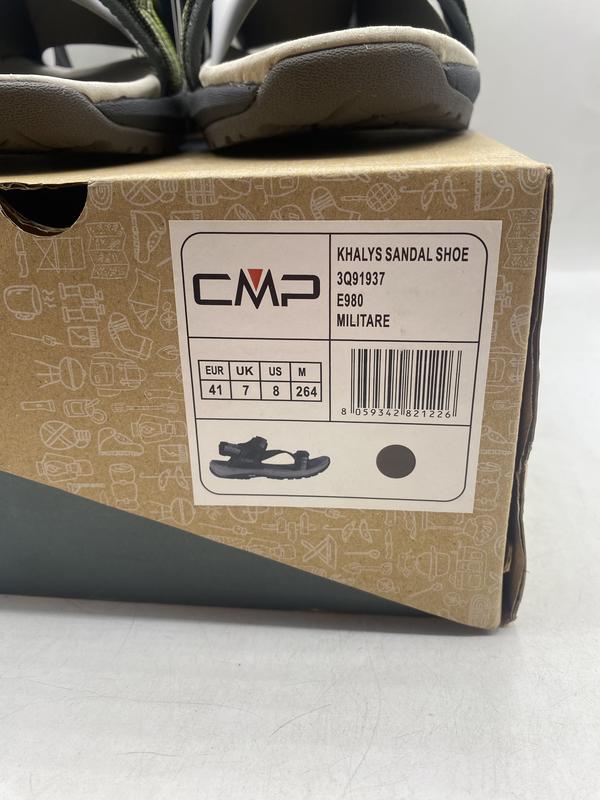 CMP
KHALYS SANDAL SHOE
3Q91937
E980
MILITARE
EUR UK US M
41 7 8 264
8 059342 821226